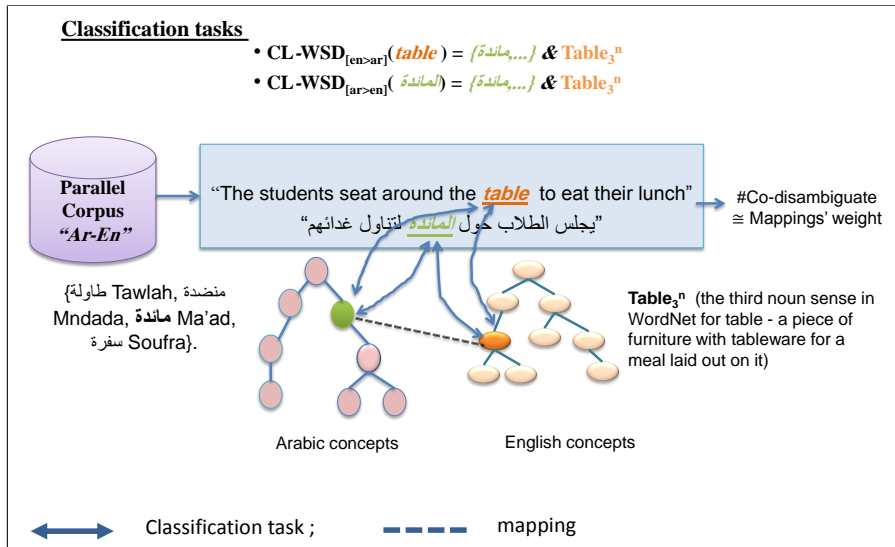 Classification tasks
• CL-WSD[en>ar](table ) = {مائدة,...} & Table3n
• CL-WSD[ar>en]( المائدة) = {مائدة,...} & Table3n
Parallel
Corpus
“Ar-En”
“The students seat around the table to eat their lunch”
”يجلس الطلاب حول المائدة لتناول غدائهم“
#Co-disambiguate
≅ Mappings’ weight
{طاولة Tawlah, منضدة
Mndada, مائدة Ma'ad,
سفرة Soufra}.
Table3n (the third noun sense in
WordNet for table - a piece of
furniture with tableware for a
meal laid out on it)
Arabic concepts
English concepts
Classification task ;
mapping